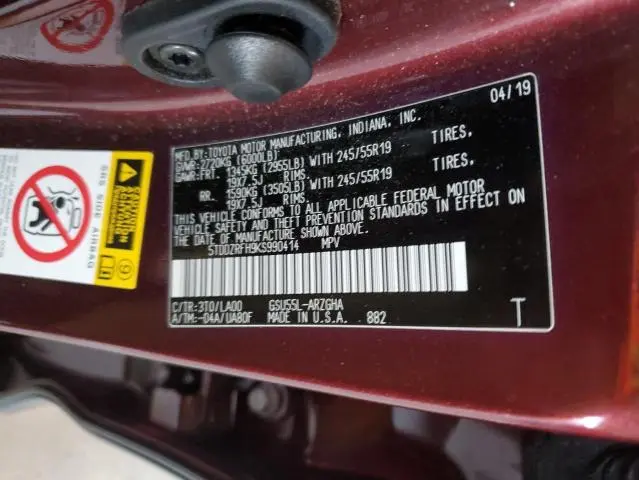 04/19
MFD.BY:TOYOTA MOTOR MANUFACTURING, INDIANA, INC.
GVWR:2720KG (6000LB)
GAWR:FRT. 1345KG (2955LB) WITH 245/55R19 TIRES,
19X7.5J RIMS.
RR. 1590KG (3505LB) WITH 245/55R19 TIRES,
19X7.5J RIMS.
THIS VEHICLE CONFORMS TO ALL APPLICABLE FEDERAL MOTOR
VEHICLE SAFETY AND THEFT PREVENTION STANDARDS IN EFFECT
ON THE DATE OF MANUFACTURE SHOWN ABOVE.
5TDDZRFH9KS990414 MPV
C/TR:3T0/LA00 GSU55L-ARZGHA
A/TM:-04A/UA80F MADE IN U.S.A. 882
T
SRS SIDE AIRBAG